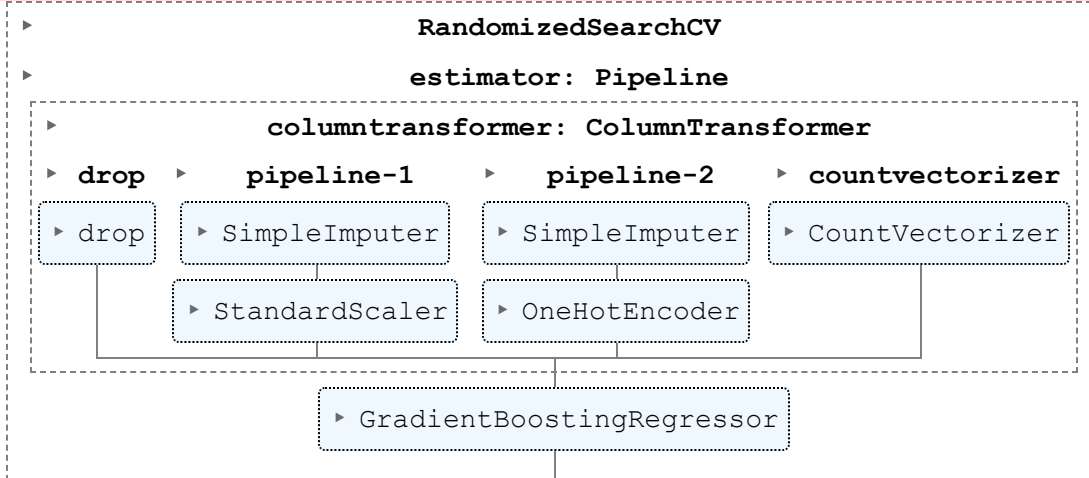 RandomizedSearchCV
estimator: Pipeline
columntransformer: ColumnTransformer
drop pipeline-1 pipeline-2 countvectorizer
drop SimpleImputer SimpleImputer CountVectorizer
StandardScaler OneHotEncoder
GradientBoostingRegressor